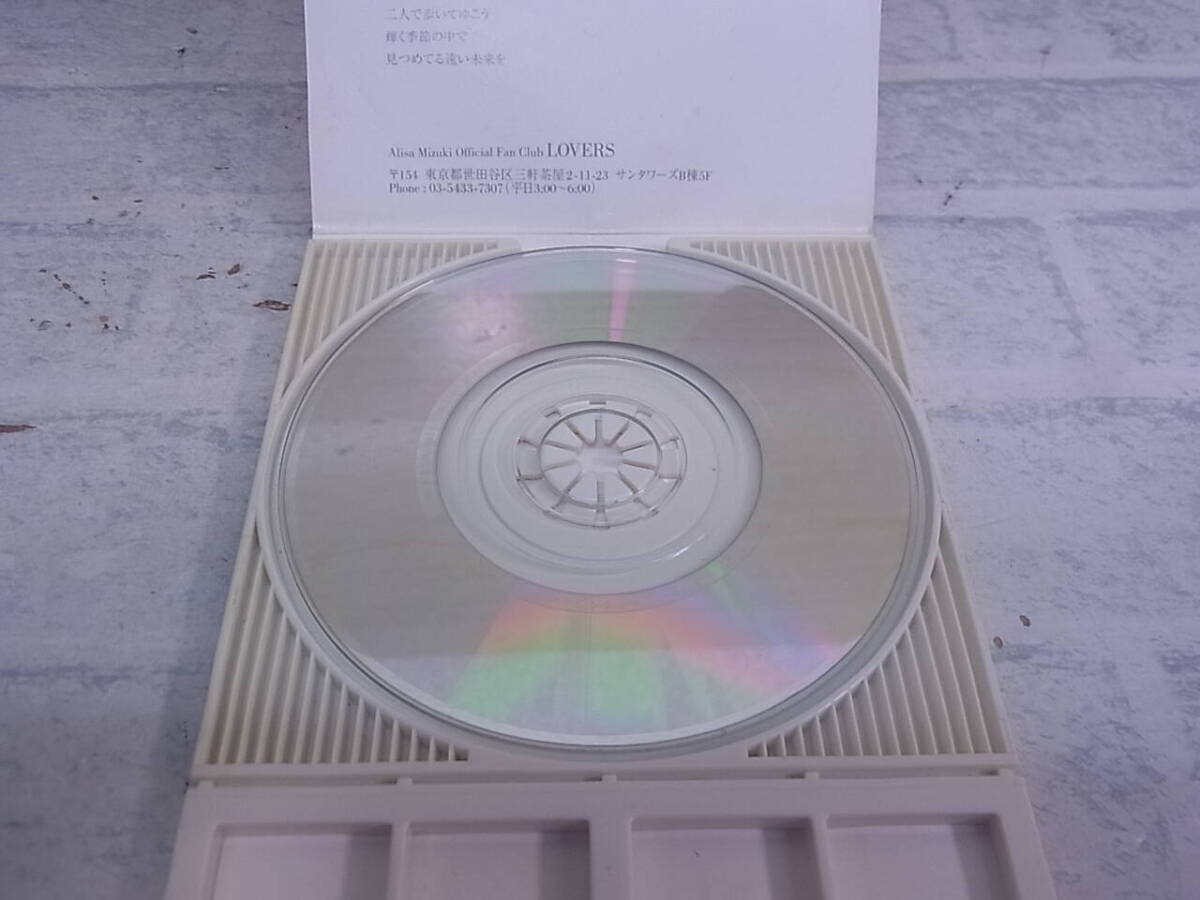 二人で歩いてゆこう
輝く季節の中で
見つめてる遠い未来を
Alisa Mizuki Official Fan Club LOVERS
〒154 東京都世田谷区三軒茶屋2-11-23 サンタワーズB棟5F
Phone : 03-5433-7307（平日3:00〜6:00）